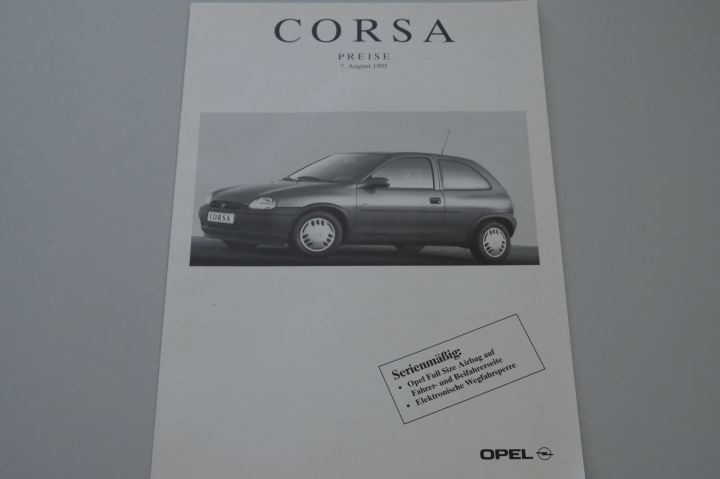 CORSA
PREISE
7. August 1995
CORSA
Serienmäßig:
• Opel Full Size Airbag auf
Fahrer- und Beifahrerseite
• Elektronische Wegfahrsperre
OPEL